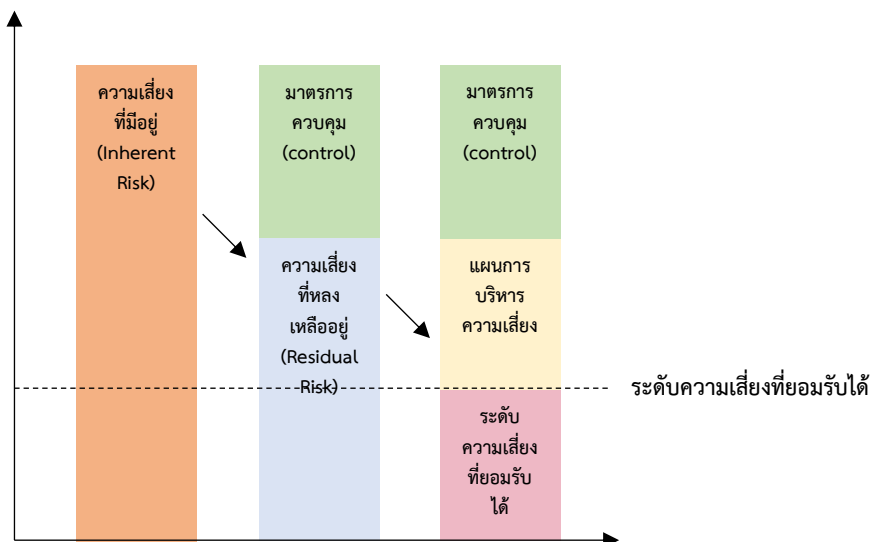 ความเสี่ยง
ที่มีอยู่
(Inherent
Risk)
มาตรการ
ควบคุม
(control)
มาตรการ
ควบคุม
(control)
ความเสี่ยง
ที่หลง
เหลืออยู่
(Residual
Risk)
แผนการ
บริหาร
ความเสี่ยง
ระดับความเสี่ยงที่ยอมรับได้
ระดับ
ความเสี่ยง
ที่ยอมรับ
ได้